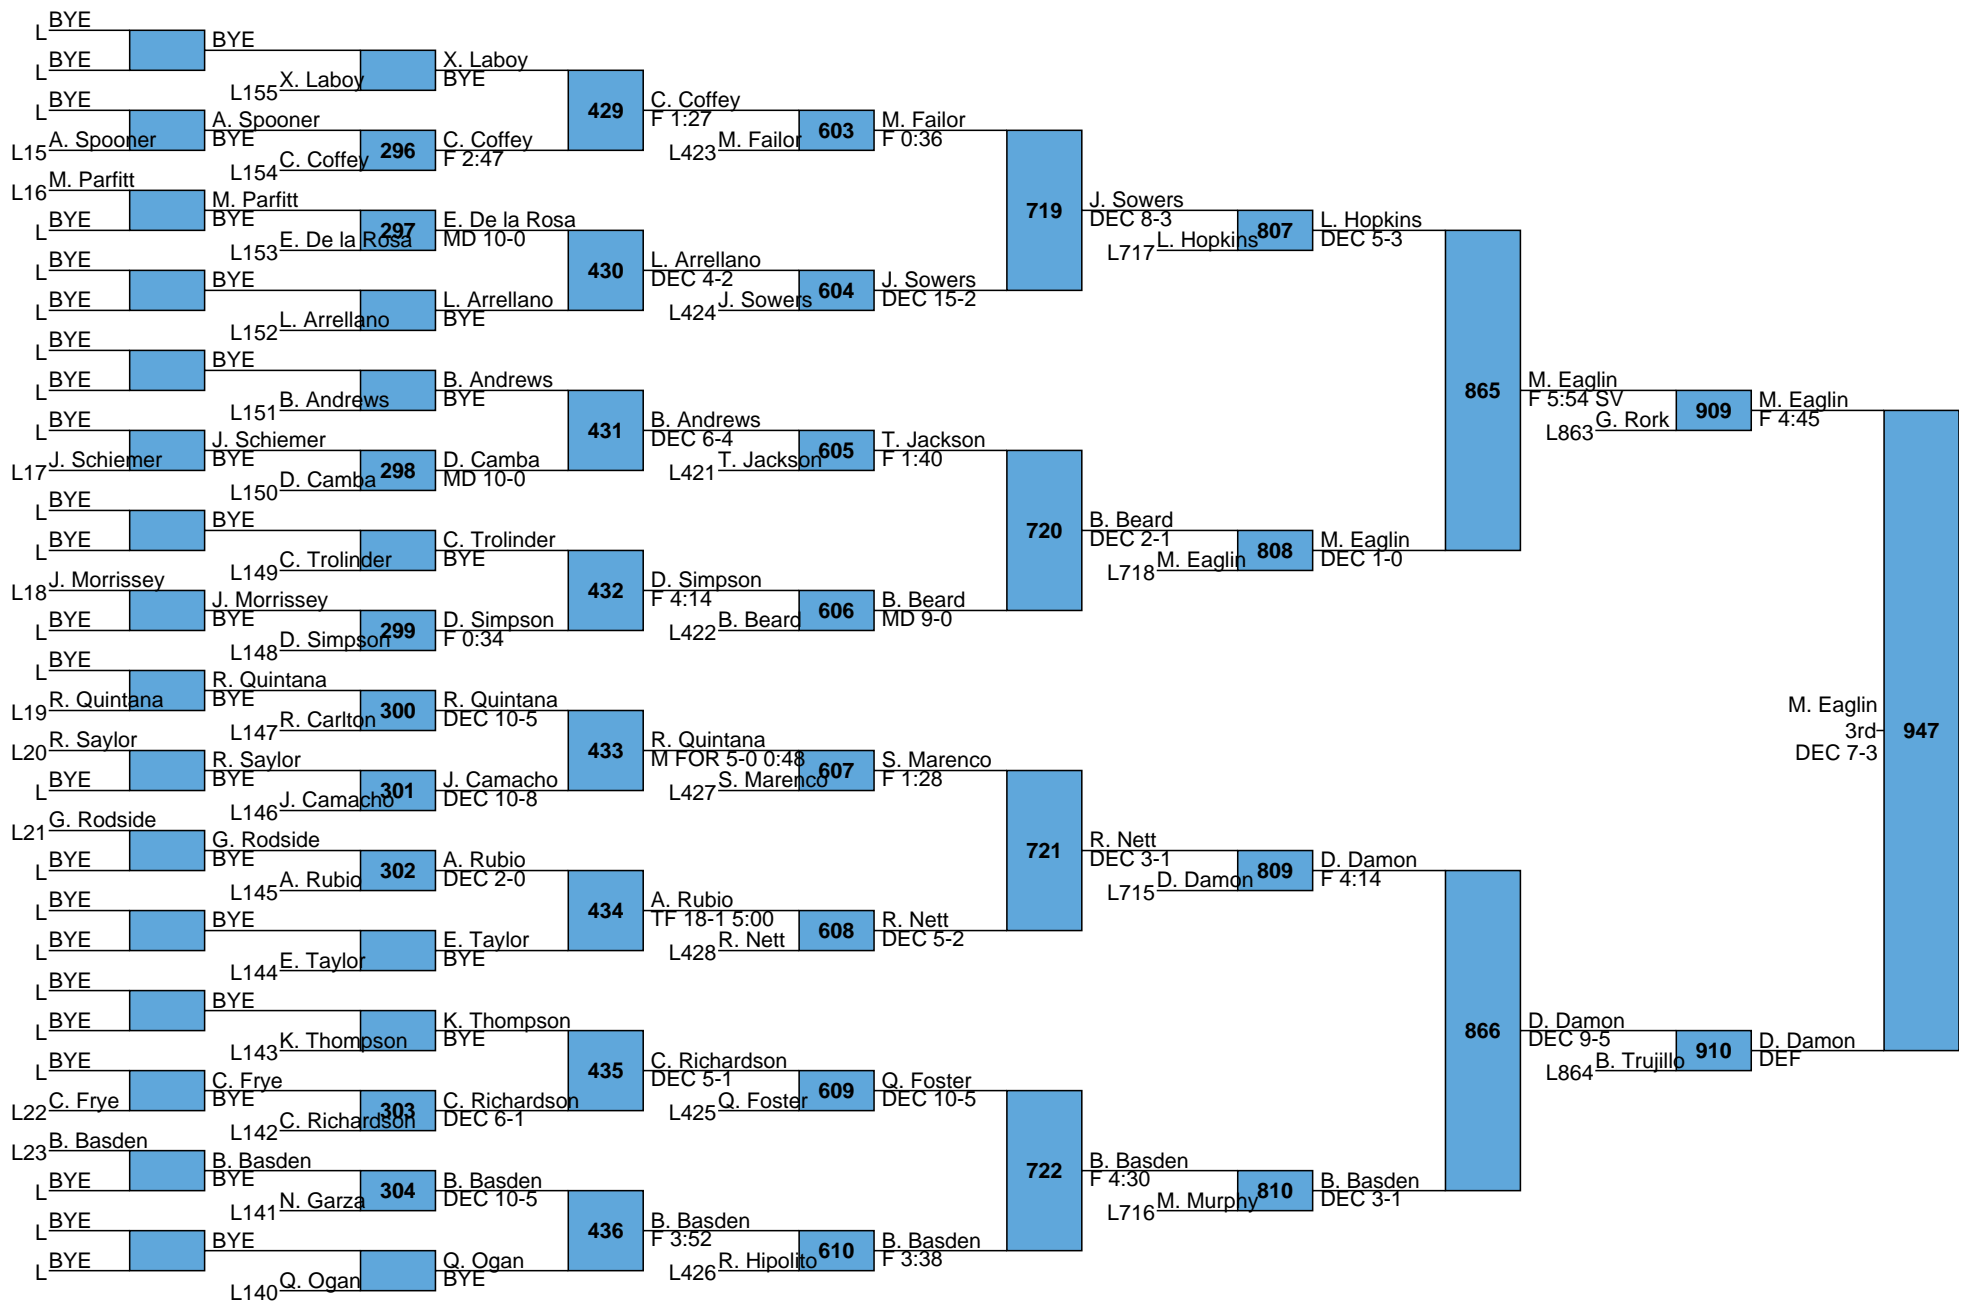 BYE
L
BYE
L
BYE
L155 X. Laboy
X. Laboy
BYE
BYE
L
L15 A. Spooner
A. Spooner
BYE
L154 C. Coffey
296
C. Coffey
F 2:47
429
C. Coffey
F 1:27
L423 M. Failor
603
M. Failor
F 0:36
L16 M. Parfitt
BYE
L
M. Parfitt
BYE
L153 E. De la Rosa
297
E. De la Rosa
MD 10-0
BYE
L
BYE
L
BYE
L152 L. Arrellano
L. Arrellano
BYE
430
L. Arrellano
DEC 4-2
L424 J. Sowers
604
J. Sowers
DEC 15-2
719
J. Sowers
DEC 8-3
L717 L. Hopkins
807
L. Hopkins
DEC 5-3
BYE
L
BYE
L
BYE
L151 B. Andrews
B. Andrews
BYE
BYE
L
L17 J. Schiemer
J. Schiemer
BYE
L150 D. Camba
298
D. Camba
MD 10-0
431
B. Andrews
DEC 6-4
L421 T. Jackson
605
T. Jackson
F 1:40
BYE
L
BYE
L
BYE
L149 C. Trolinder
C. Trolinder
BYE
L18 J. Morrissey
BYE
L
J. Morrissey
BYE
L148 D. Simpson
299
D. Simpson
F 0:34
432
D. Simpson
F 4:14
L422 B. Beard
606
B. Beard
MD 9-0
720
B. Beard
DEC 2-1
L718 M. Eaglin
808
M. Eaglin
DEC 1-0
865
M. Eaglin
F 5:54 SV
L863 G. Rork
909
M. Eaglin
F 4:45
BYE
L
L19 R. Quintana
R. Quintana
BYE
L147 R. Carlton
300
R. Quintana
DEC 10-5
L20 R. Saylor
BYE
L
R. Saylor
BYE
L146 J. Camacho
301
J. Camacho
DEC 10-8
433
R. Quintana
M FOR 5-0 0:48
L427 S. Marenco
607
S. Marenco
F 1:28
L21 G. Rodside
BYE
L
G. Rodside
BYE
L145 A. Rubio
302
A. Rubio
DEC 2-0
BYE
L
BYE
L
BYE
L144 E. Taylor
E. Taylor
BYE
434
A. Rubio
TF 18-1 5:00
L428 R. Nett
608
R. Nett
DEC 5-2
721
R. Nett
DEC 3-1
L715 D. Damon
809
D. Damon
F 4:14
BYE
L
BYE
L
BYE
L143 K. Thompson
K. Thompson
BYE
BYE
L
L22 C. Frye
C. Frye
BYE
L142 C. Richardson
303
C. Richardson
DEC 6-1
435
C. Richardson
DEC 5-1
L425 Q. Foster
609
Q. Foster
DEC 10-5
L23 B. Basden
BYE
L
B. Basden
BYE
L141 N. Garza
304
B. Basden
DEC 10-5
BYE
L
BYE
L
BYE
L140 Q. Ogan
Q. Ogan
BYE
436
B. Basden
F 3:52
L426 R. Hipolito
610
B. Basden
F 3:38
722
B. Basden
F 4:30
L716 M. Murphy
810
B. Basden
DEC 3-1
866
D. Damon
DEC 9-5
L864 B. Trujillo
910
D. Damon
DEF
M. Eaglin
3rd
DEC 7-3
947